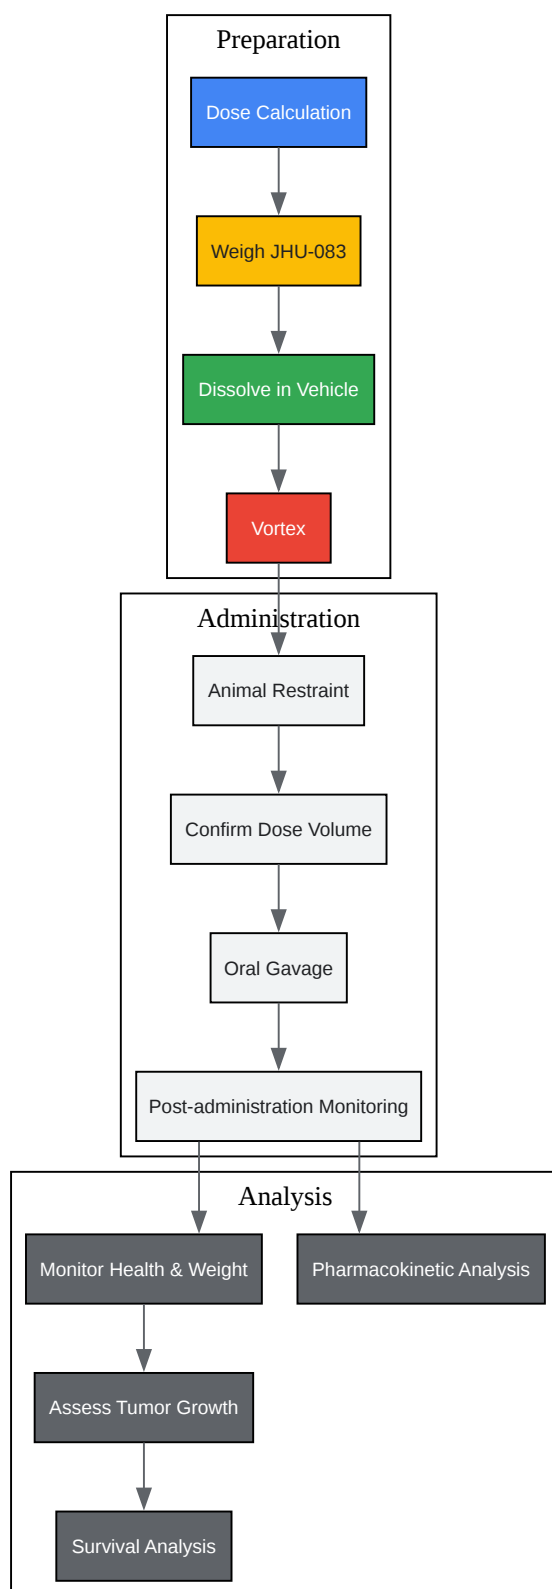 Preparation
Dose Calculation
Weigh JHU-083
Dissolve in Vehicle
Vortex
Administration
Animal Restraint
Confirm Dose Volume
Oral Gavage
Post-administration Monitoring
Analysis
Monitor Health & Weight
Pharmacokinetic Analysis
Assess Tumor Growth
Survival Analysis